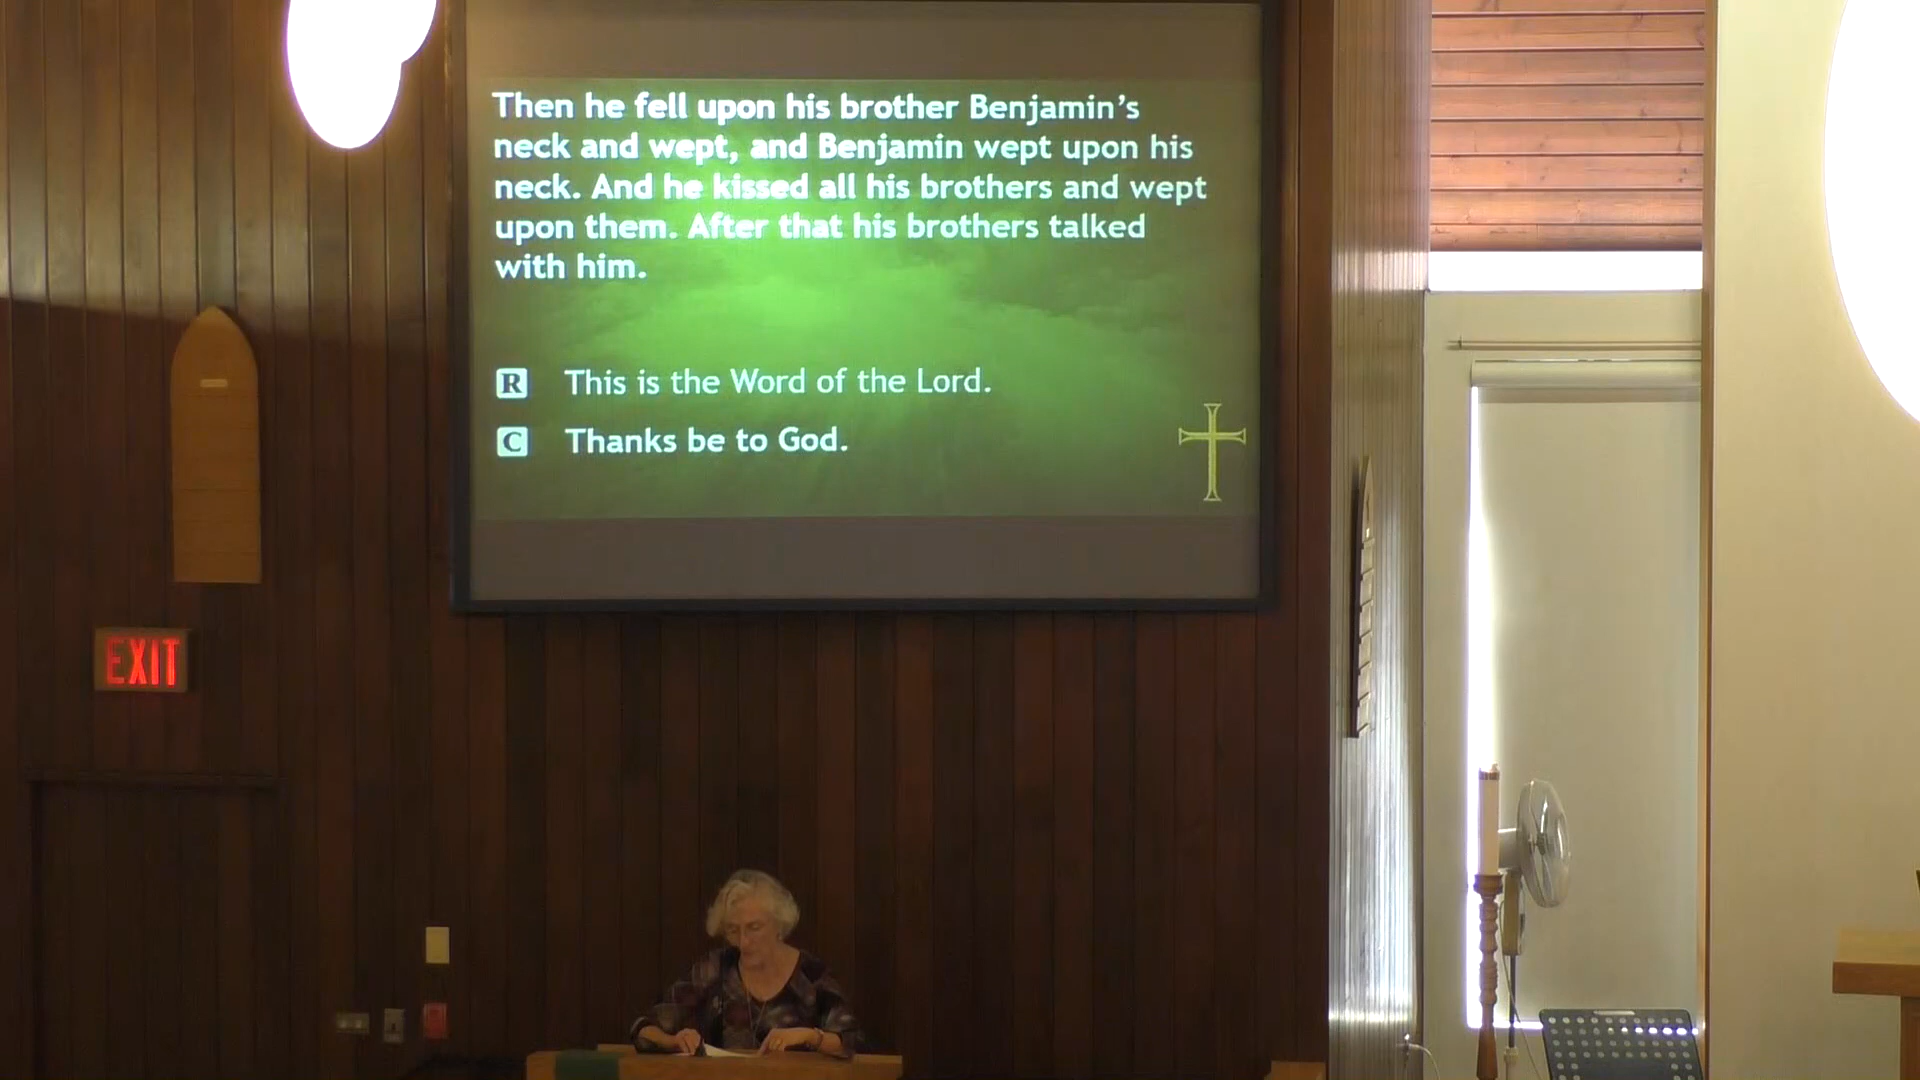 Then he fell upon his brother Benjamin's
neck and wept, and Benjamin wept upon his
neck. And he kissed all his brothers and wept
upon them. After that his brothers talked
with him.
R This is the Word of the Lord.
C Thanks be to God.
EXIT